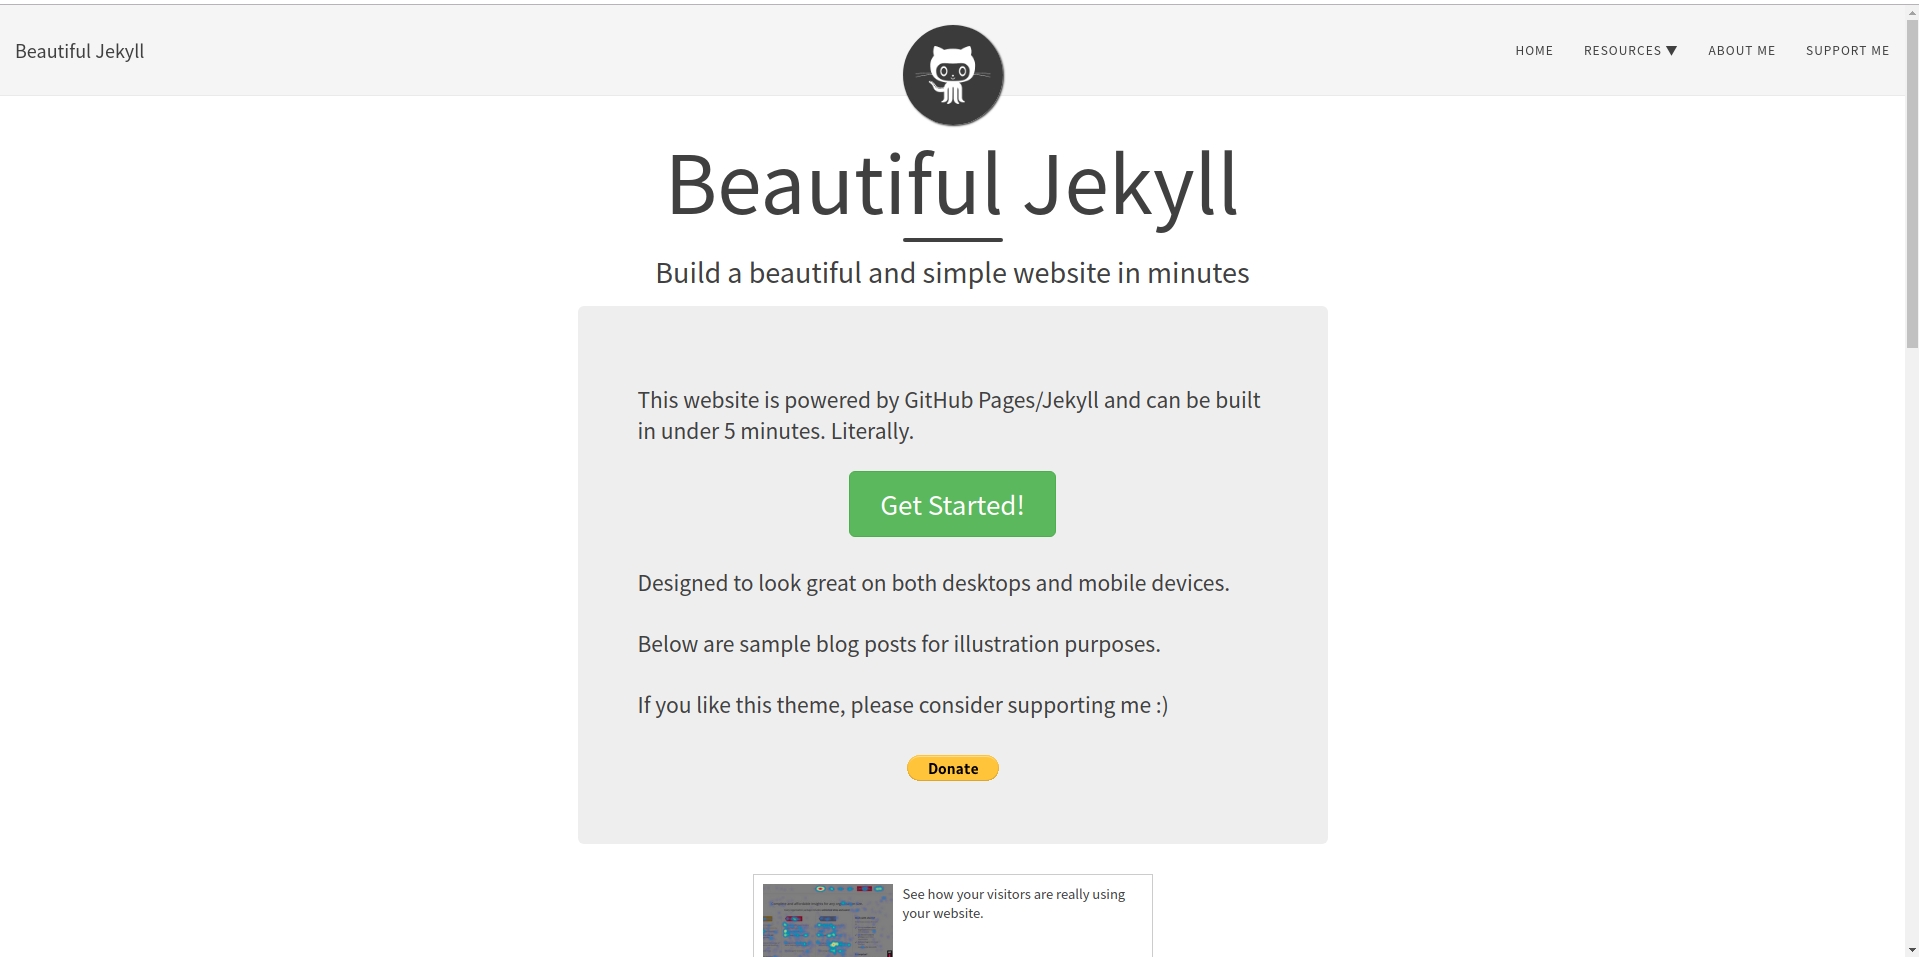 Beautiful Jekyll
HOME
RESOURCES ▼
ABOUT ME
SUPPORT ME
Beautiful Jekyll
Build a beautiful and simple website in minutes
This website is powered by GitHub Pages/Jekyll and can be built
in under 5 minutes. Literally.
Get Started!
Designed to look great on both desktops and mobile devices.
Below are sample blog posts for illustration purposes.
If you like this theme, please consider supporting me :)
Donate
See how your visitors are really using
your website.